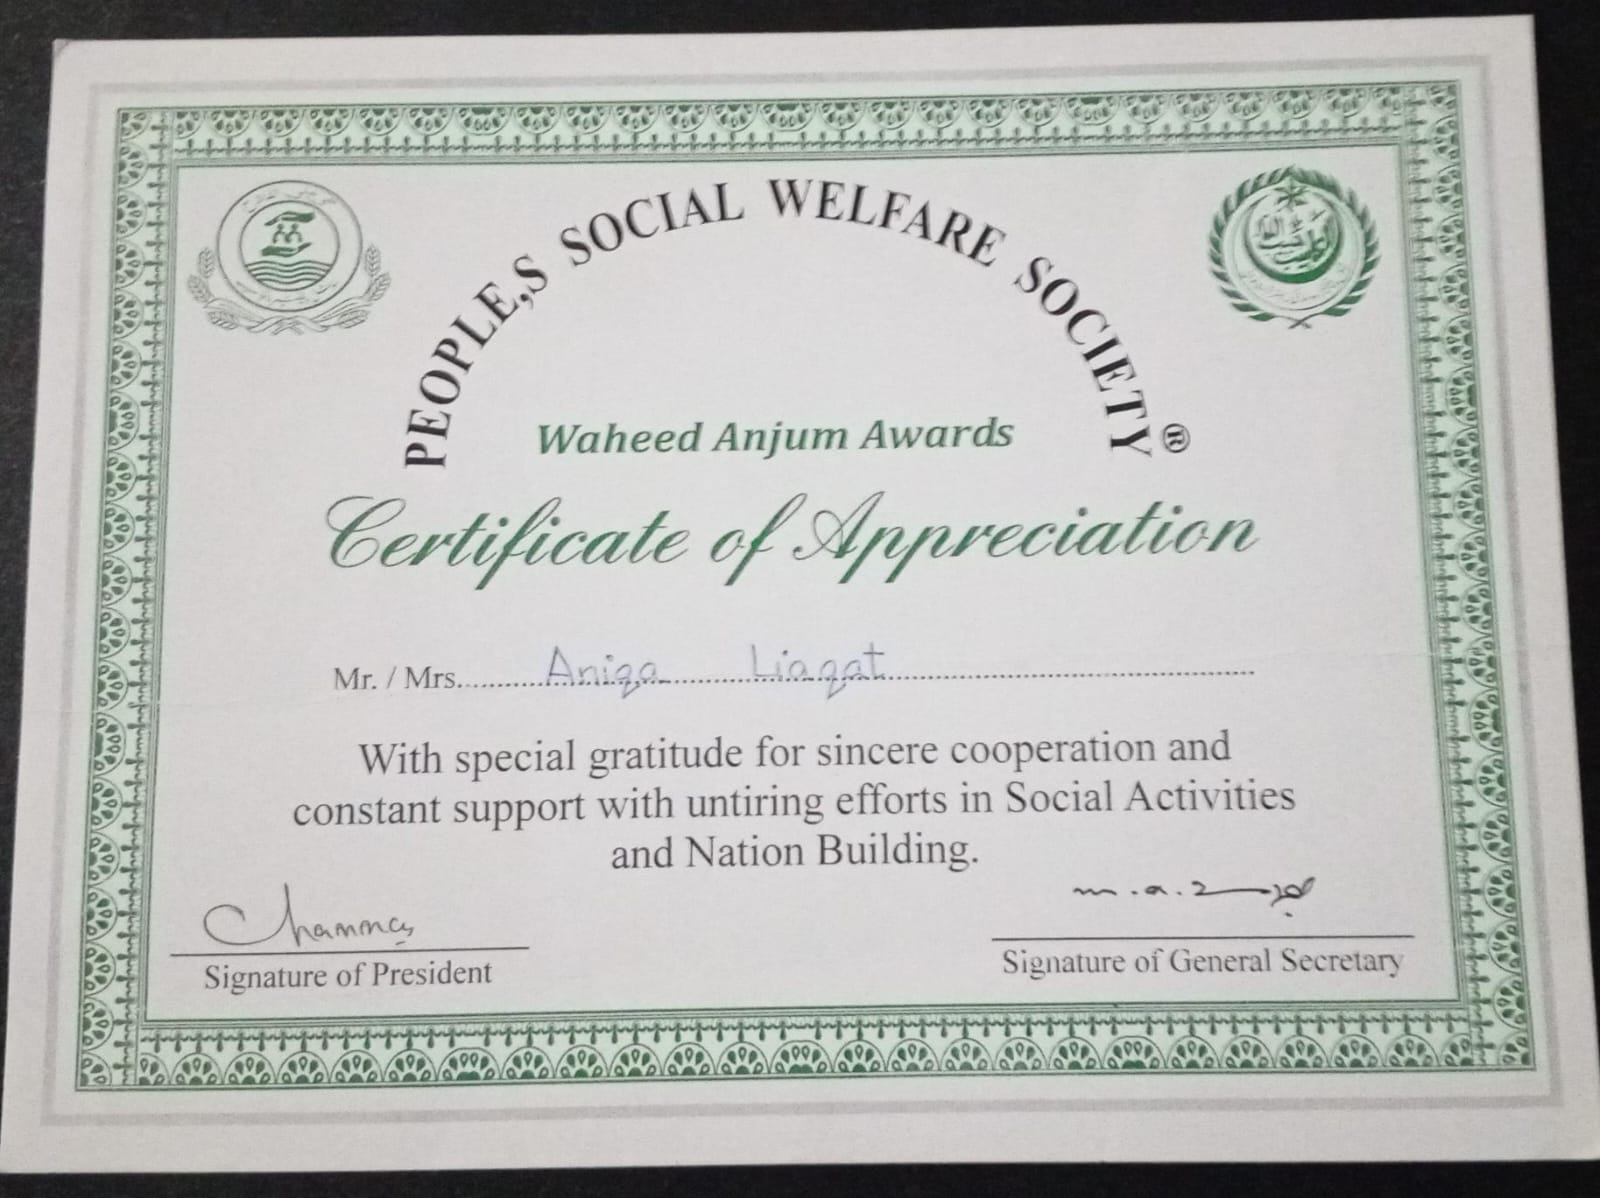 PEOPLE,S SOCIAL WELFARE SOCIETY ®
Waheed Anjum Awards
Certificate of Appreciation
Mr. / Mrs. Aniqa Liaqat
With special gratitude for sincere cooperation and
constant support with untiring efforts in Social Activities
and Nation Building.
Signature of President
Signature of General Secretary